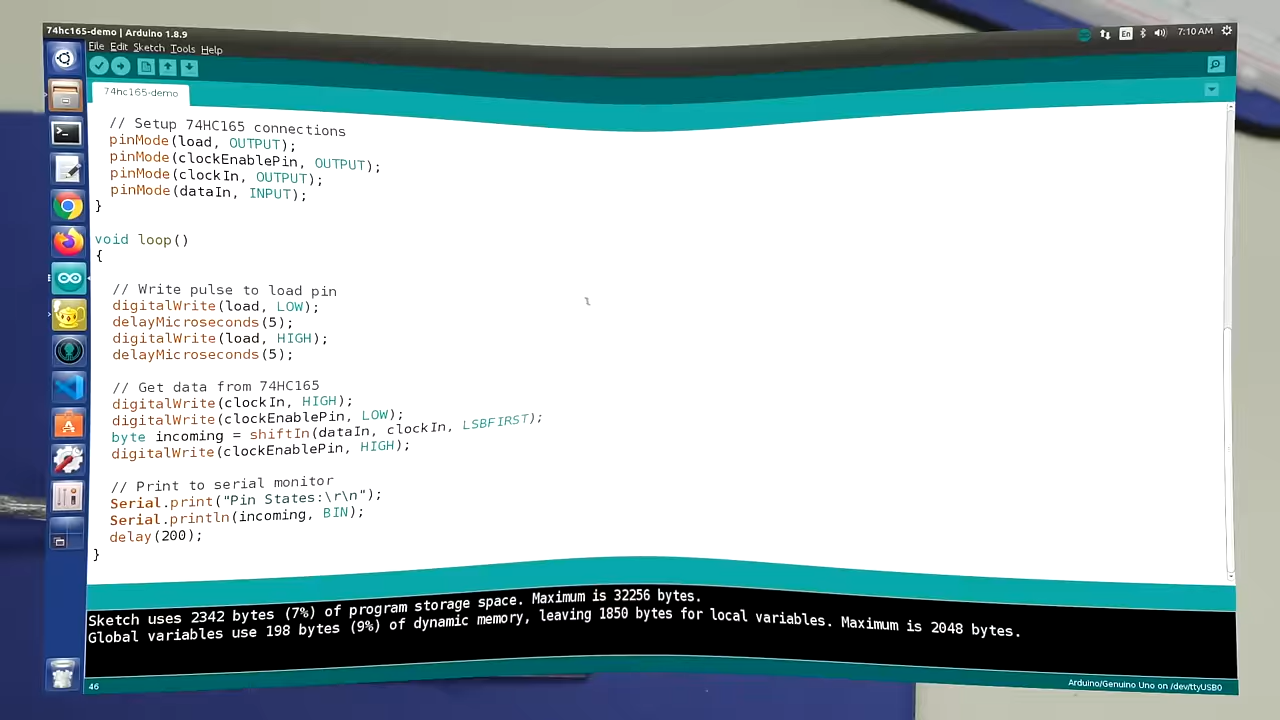 74hc165-demo | Arduino 1.8.9
En
7:10 AM
File Edit Sketch Tools Help
74hc165-demo
// Setup 74HC165 connections
pinMode(load, OUTPUT);
pinMode(clockEnablePin, OUTPUT);
pinMode(clockIn, OUTPUT);
pinMode(dataIn, INPUT);
}
void loop()
{
// Write pulse to load pin
digitalWrite(load, LOW);
delayMicroseconds(5);
digitalWrite(load, HIGH);
delayMicroseconds(5);
// Get data from 74HC165
digitalWrite(clockIn, HIGH);
digitalWrite(clockEnablePin, LOW);
byte incoming = shiftIn(dataIn, clockIn, LSBFIRST);
digitalWrite(clockEnablePin, HIGH);
// Print to serial monitor
Serial.print("Pin States:\r\n");
Serial.println(incoming, BIN);
delay(200);
}
Sketch uses 2342 bytes (7%) of program storage space. Maximum is 32256 bytes.
Global variables use 198 bytes (9%) of dynamic memory, leaving 1850 bytes for local variables. Maximum is 2048 bytes.
46
Arduino/Genuino Uno on /dev/ttyUSB0